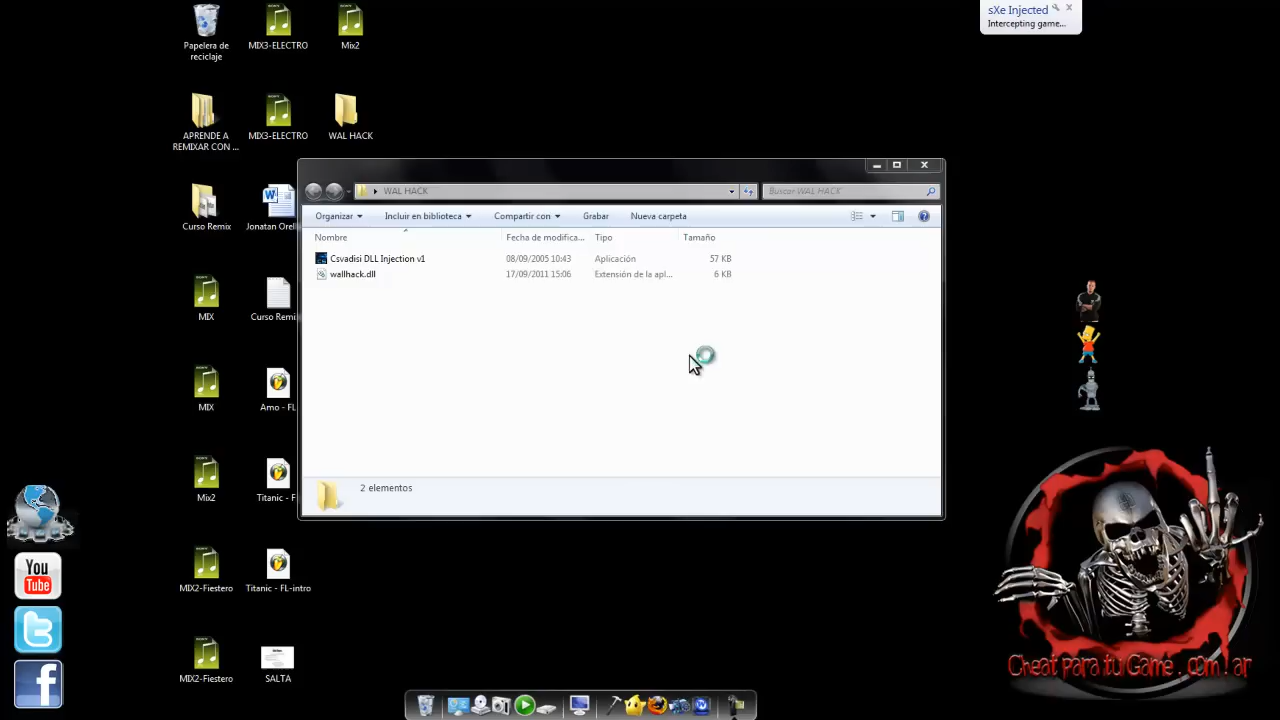 sXe Injected
Intercepting game...
Papelera de
reciclaje
MIX3-ELECTRO
Mix2
APRENDE A
REMIXAR CON ...
MIX3-ELECTRO
WAL HACK
WAL HACK
Buscar WAL HACK
Organizar
Incluir en biblioteca
Compartir con
Grabar
Nueva carpeta
Nombre
Fecha de modifica...
Tipo
Tamaño
Csvadisi DLL Injection v1
08/09/2005 10:43
Aplicación
57 KB
wallhack.dll
17/09/2011 15:06
Extensión de la apl...
6 KB
2 elementos
Curso Remix
Jonatan Orell
MIX
Curso Remi
MIX
Amo - FL
Mix2
Titanic - F
MIX2-Fiestero
Titanic - FL-intro
MIX2-Fiestero
SALTA
You
Tube
Cheat para tu Game . com . ar